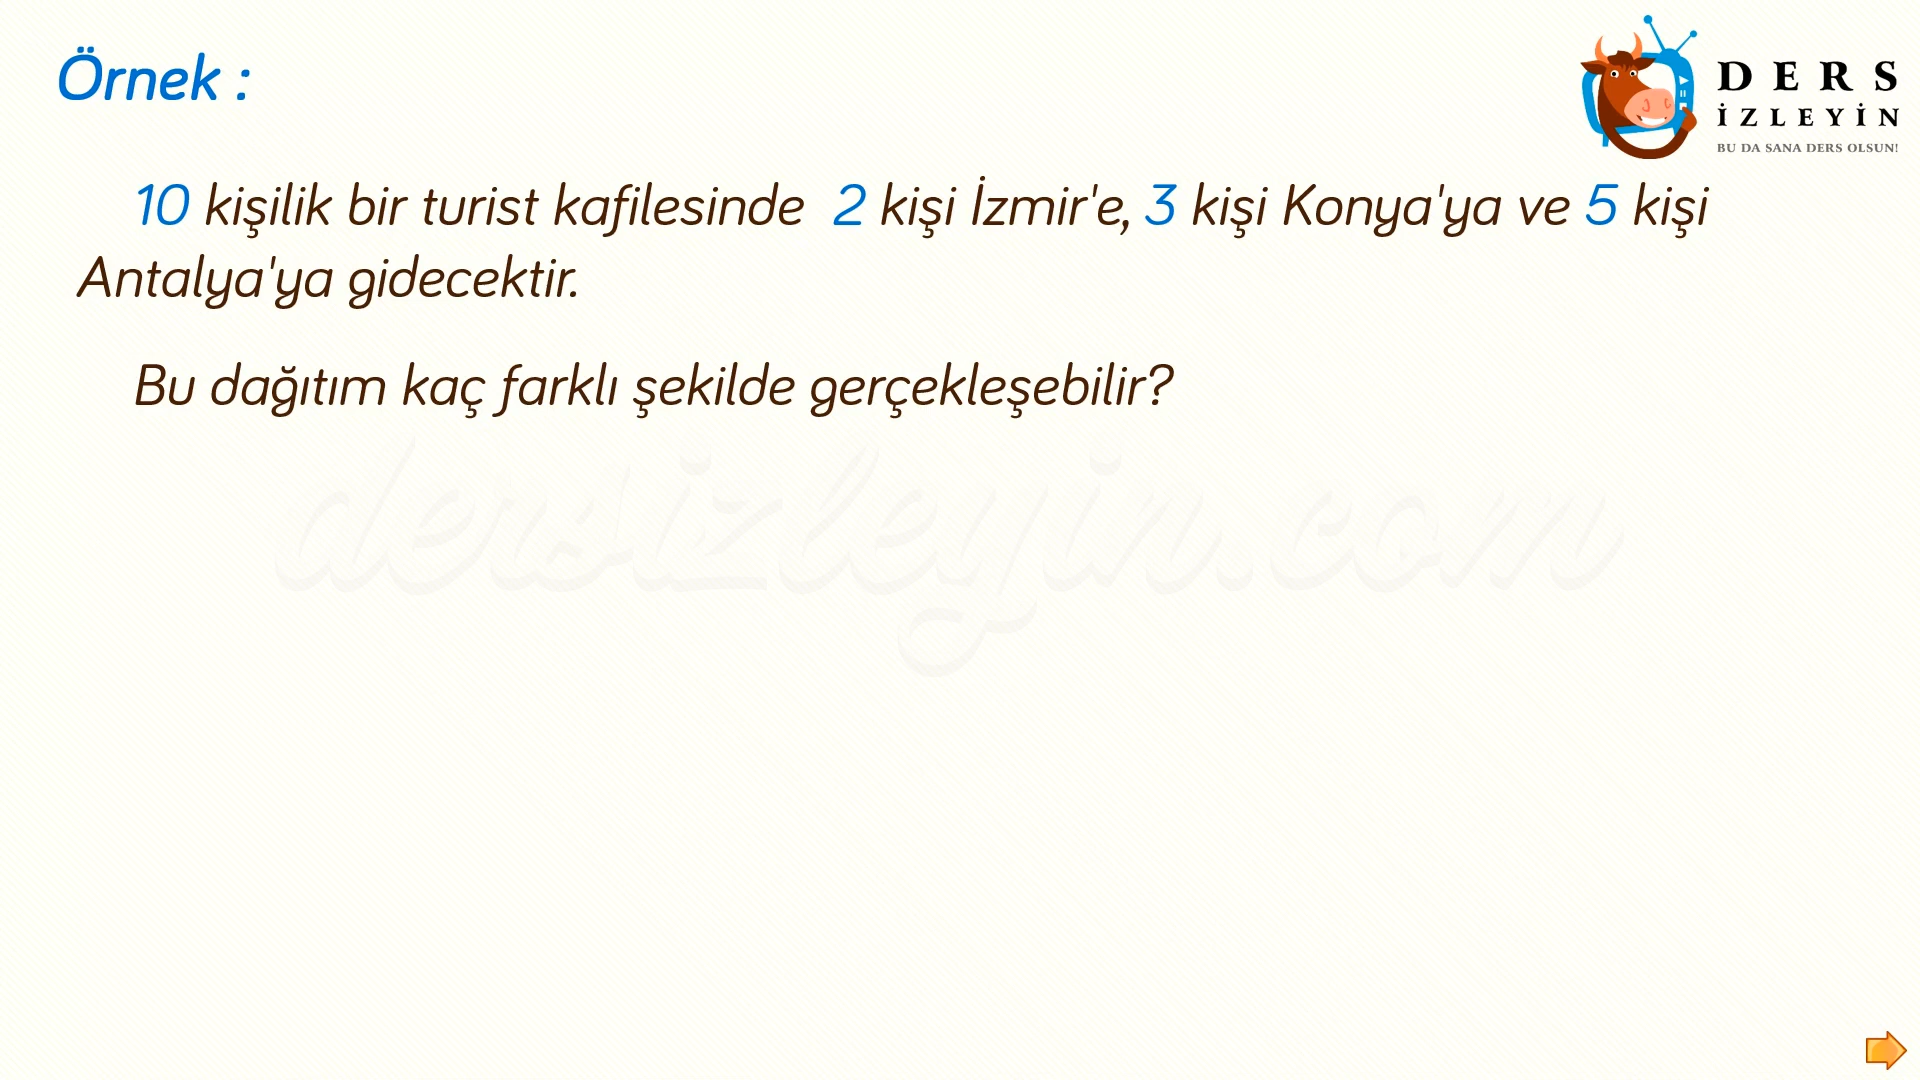 Örnek :
DERS
İZLEYİN
BU DA SANA DERS OLSUN!
10 kişilik bir turist kafilesinde 2 kişi İzmir'e, 3 kişi Konya'ya ve 5 kişi
Antalya'ya gidecektir.
Bu dağıtım kaç farklı şekilde gerçekleşebilir?
dersizleyin.com